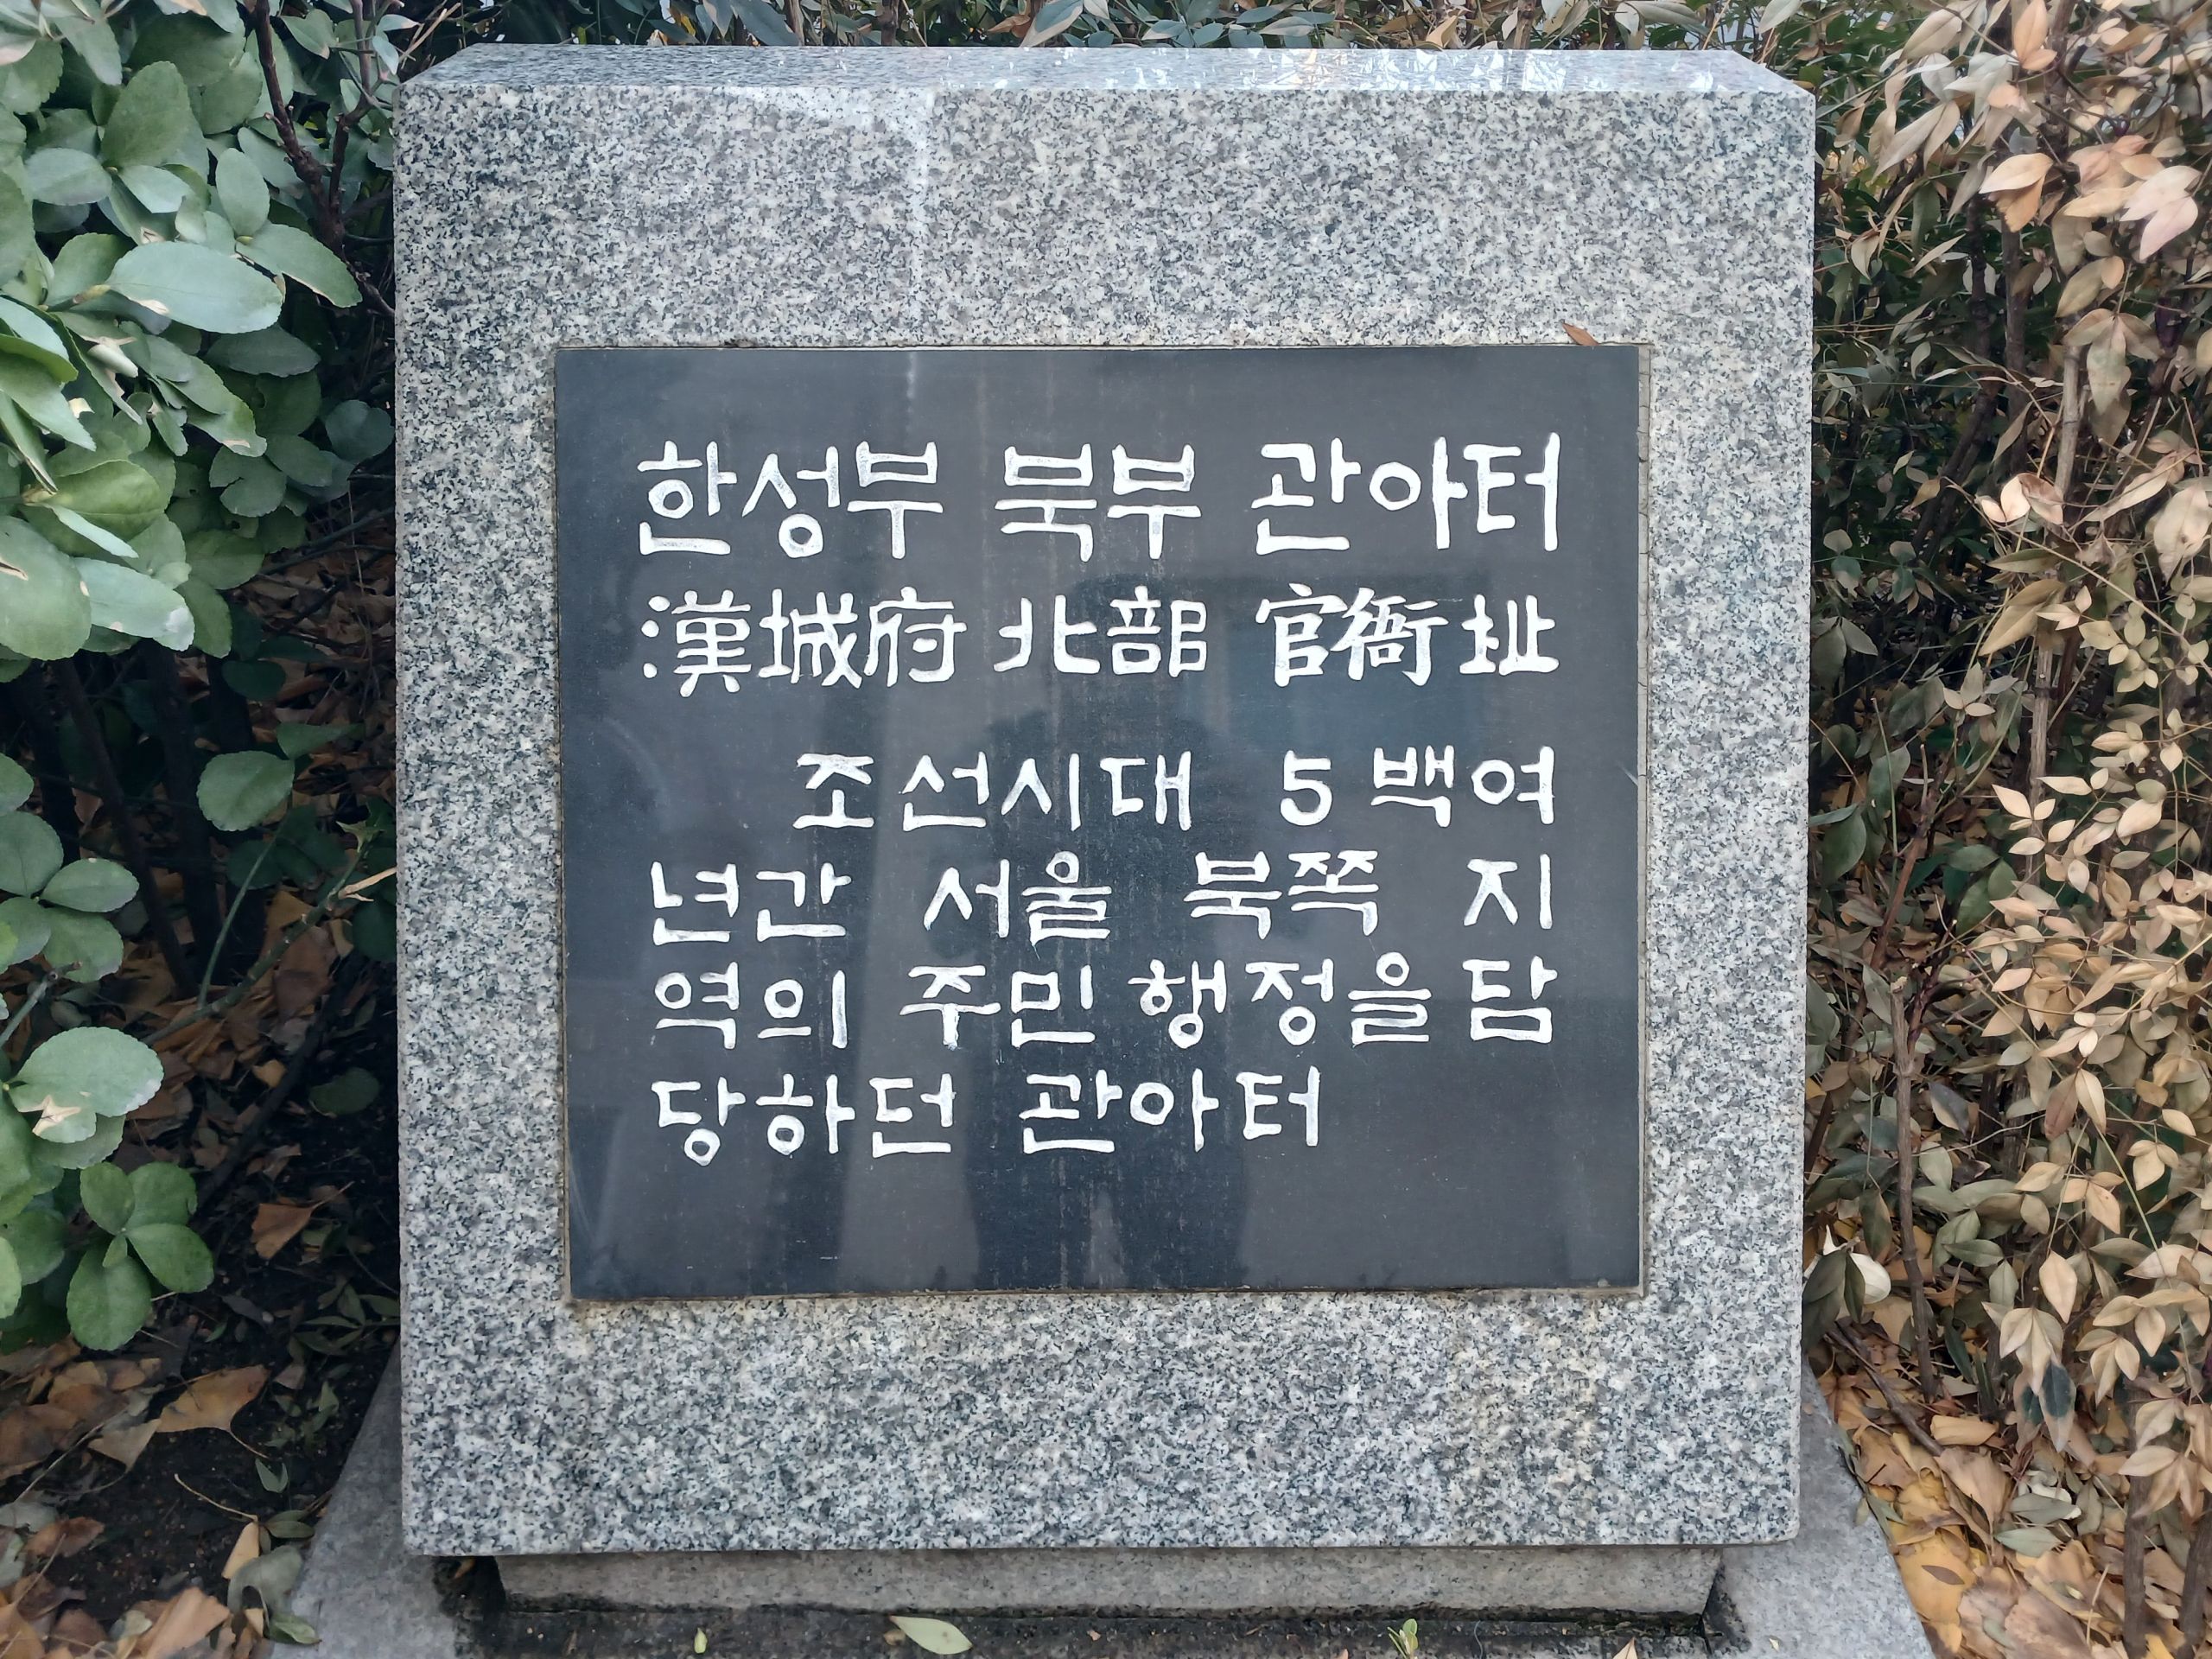 한성부 북부 관아터
漢城府 北部 官衙址
조선시대 5백여
년간 서울 북쪽 지
역의 주민 행정을 담
당하던 관아터